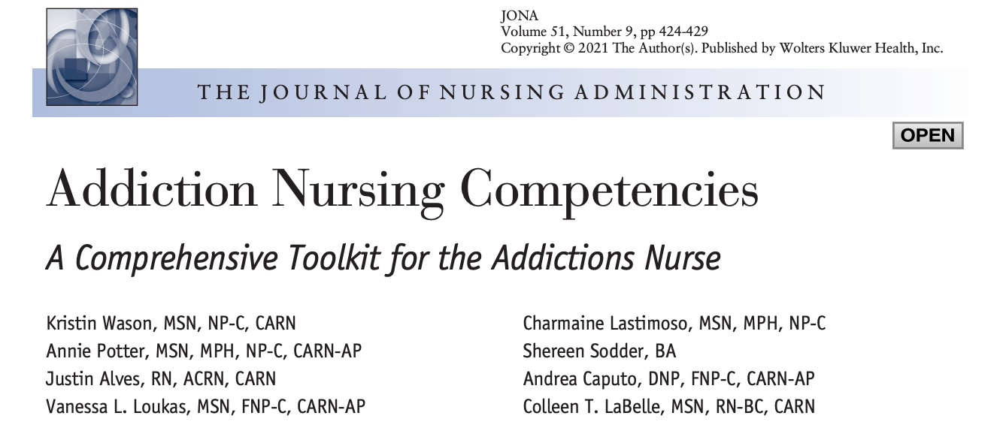 JONA
Volume 51, Number 9, pp 424-429
Copyright © 2021 The Author(s). Published by Wolters Kluwer Health, Inc.
THE JOURNAL OF NURSING ADMINISTRATION
OPEN
Addiction Nursing Competencies
A Comprehensive Toolkit for the Addictions Nurse
Kristin Wason, MSN, NP-C, CARN
Annie Potter, MSN, MPH, NP-C, CARN-AP
Justin Alves, RN, ACRN, CARN
Vanessa L. Loukas, MSN, FNP-C, CARN-AP
Charmaine Lastimoso, MSN, MPH, NP-C
Shereen Sodder, BA
Andrea Caputo, DNP, FNP-C, CARN-AP
Colleen T. LaBelle, MSN, RN-BC, CARN